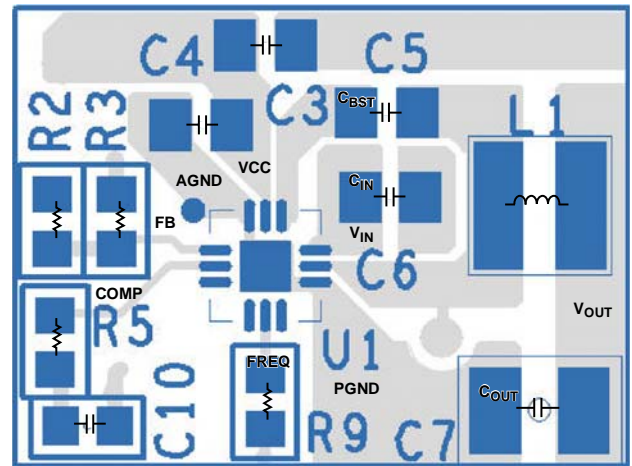 C4
C5
R2
R3
C3
CBST
L1
VCC
AGND
CIN
FB
VIN
C6
COMP
VOUT
R5
U1
FREQ
PGND
COUT
C10
R9
C7